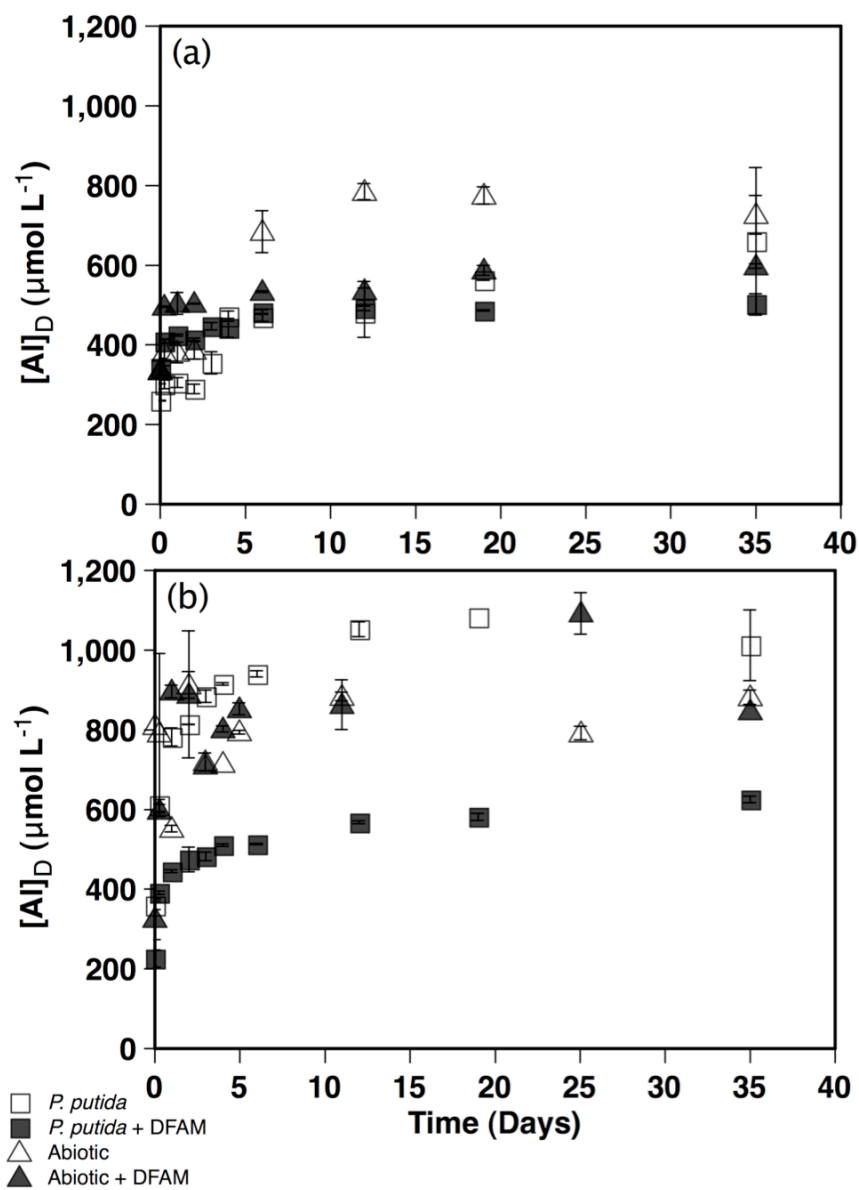 (a)
1,200
1,000
800
600
400
200
0
[Al]D (µmol L-1)
0 5 10 15 20 25 30 35 40
(b)
1,200
1,000
800
600
400
200
0
[Al]D (µmol L-1)
0 5 10 15 20 25 30 35 40
Time (Days)
P. putida
P. putida + DFAM
Abiotic
Abiotic + DFAM